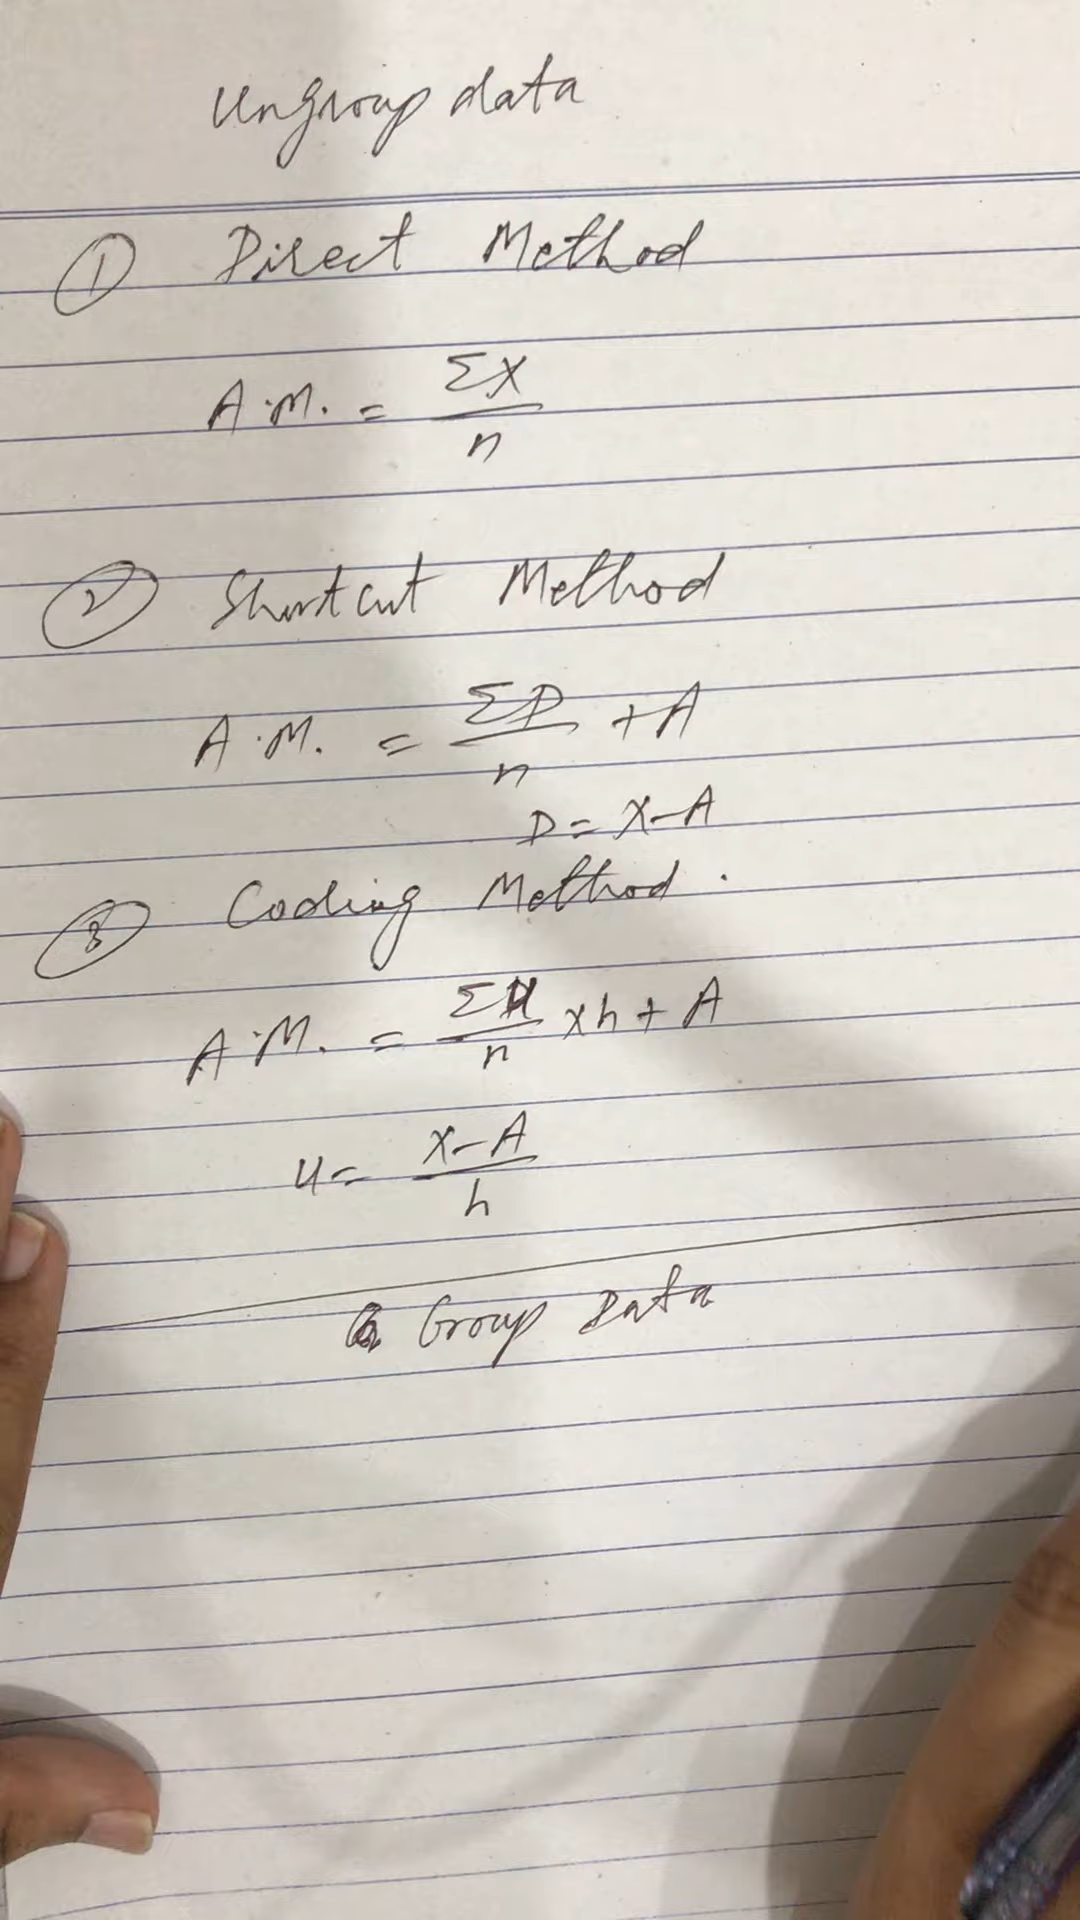 Ungroup data
① Direct Method
A.M. = ΣX / n
② Shortcut Method
A.M. = ΣD / n + A
D = X - A
③ Coding Method.
A.M. = Σu / n × h + A
u = X - A / h
Group Data